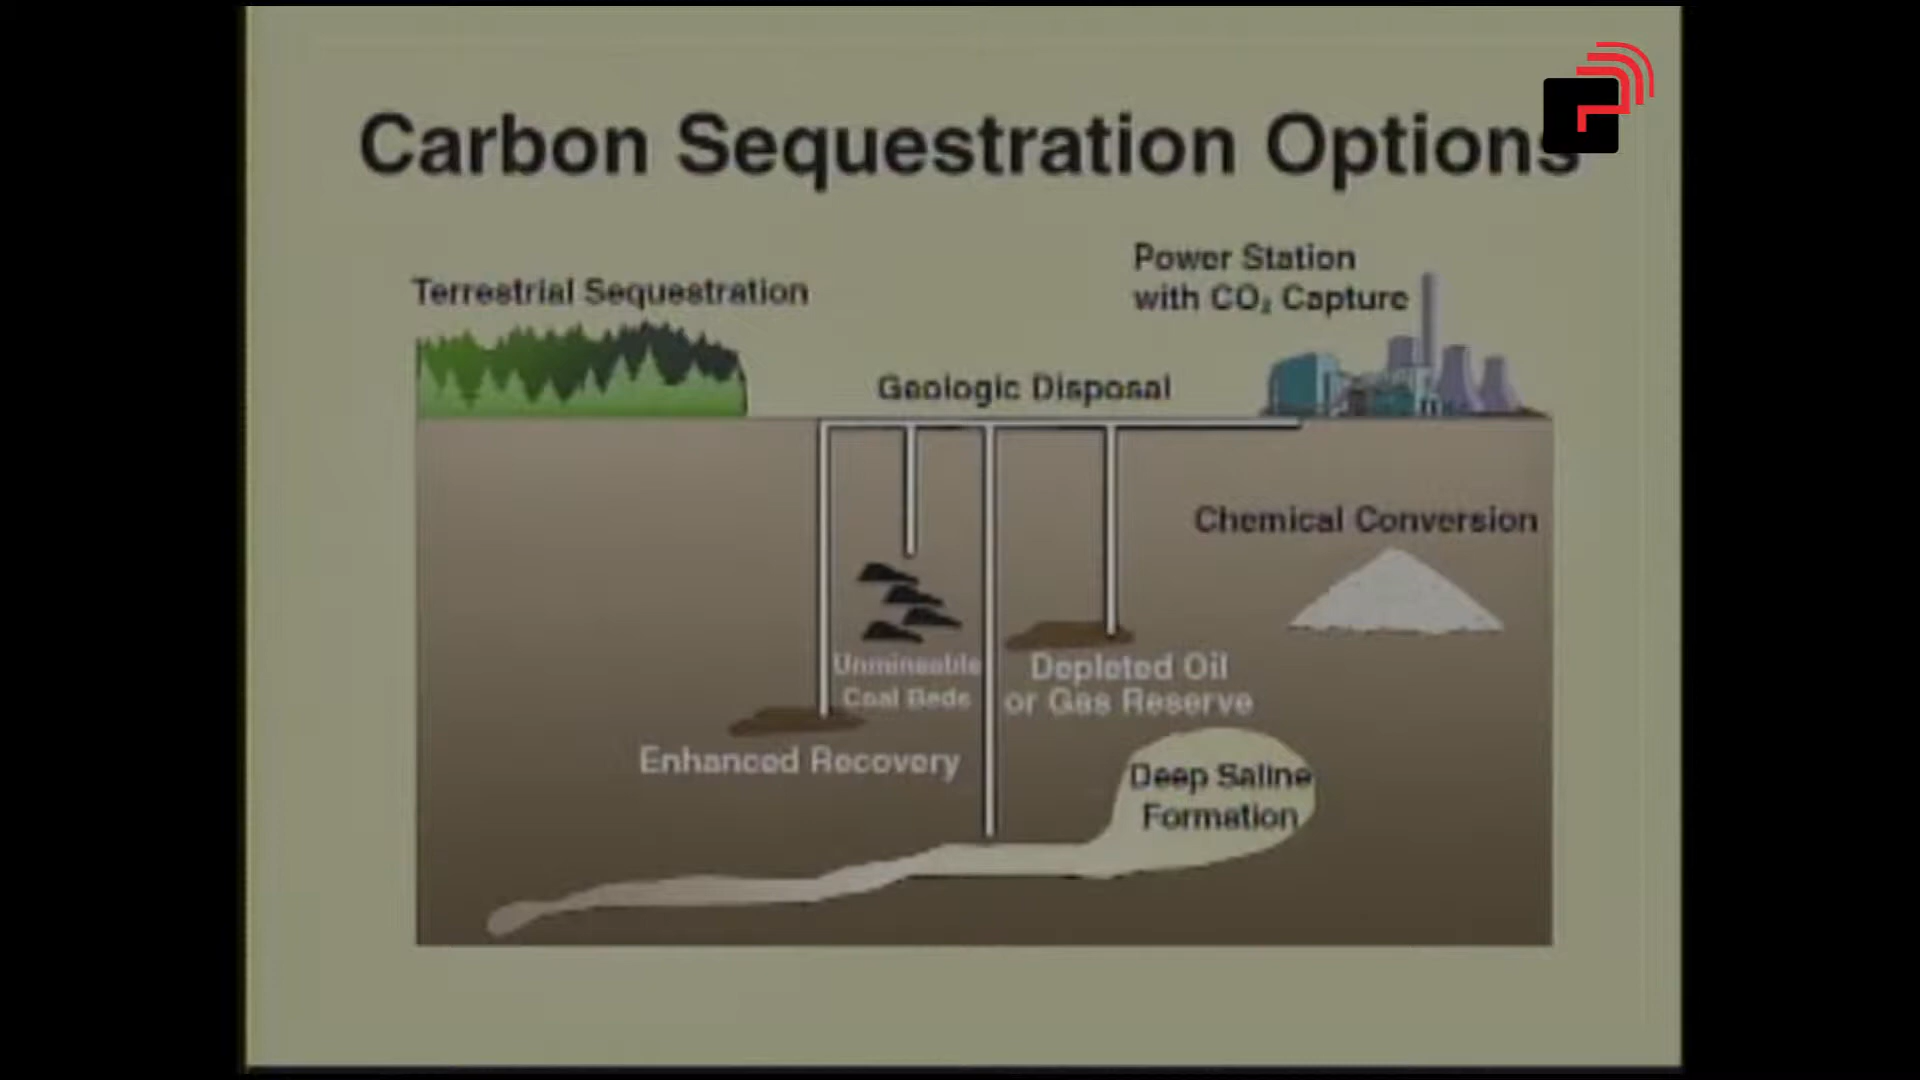 Carbon Sequestration Options
Power Station
with CO₂ Capture
Terrestrial Sequestration
Geologic Disposal
Chemical Conversion
Unmineable
Coal Beds
Depleted Oil
or Gas Reserve
Enhanced Recovery
Deep Saline
Formation